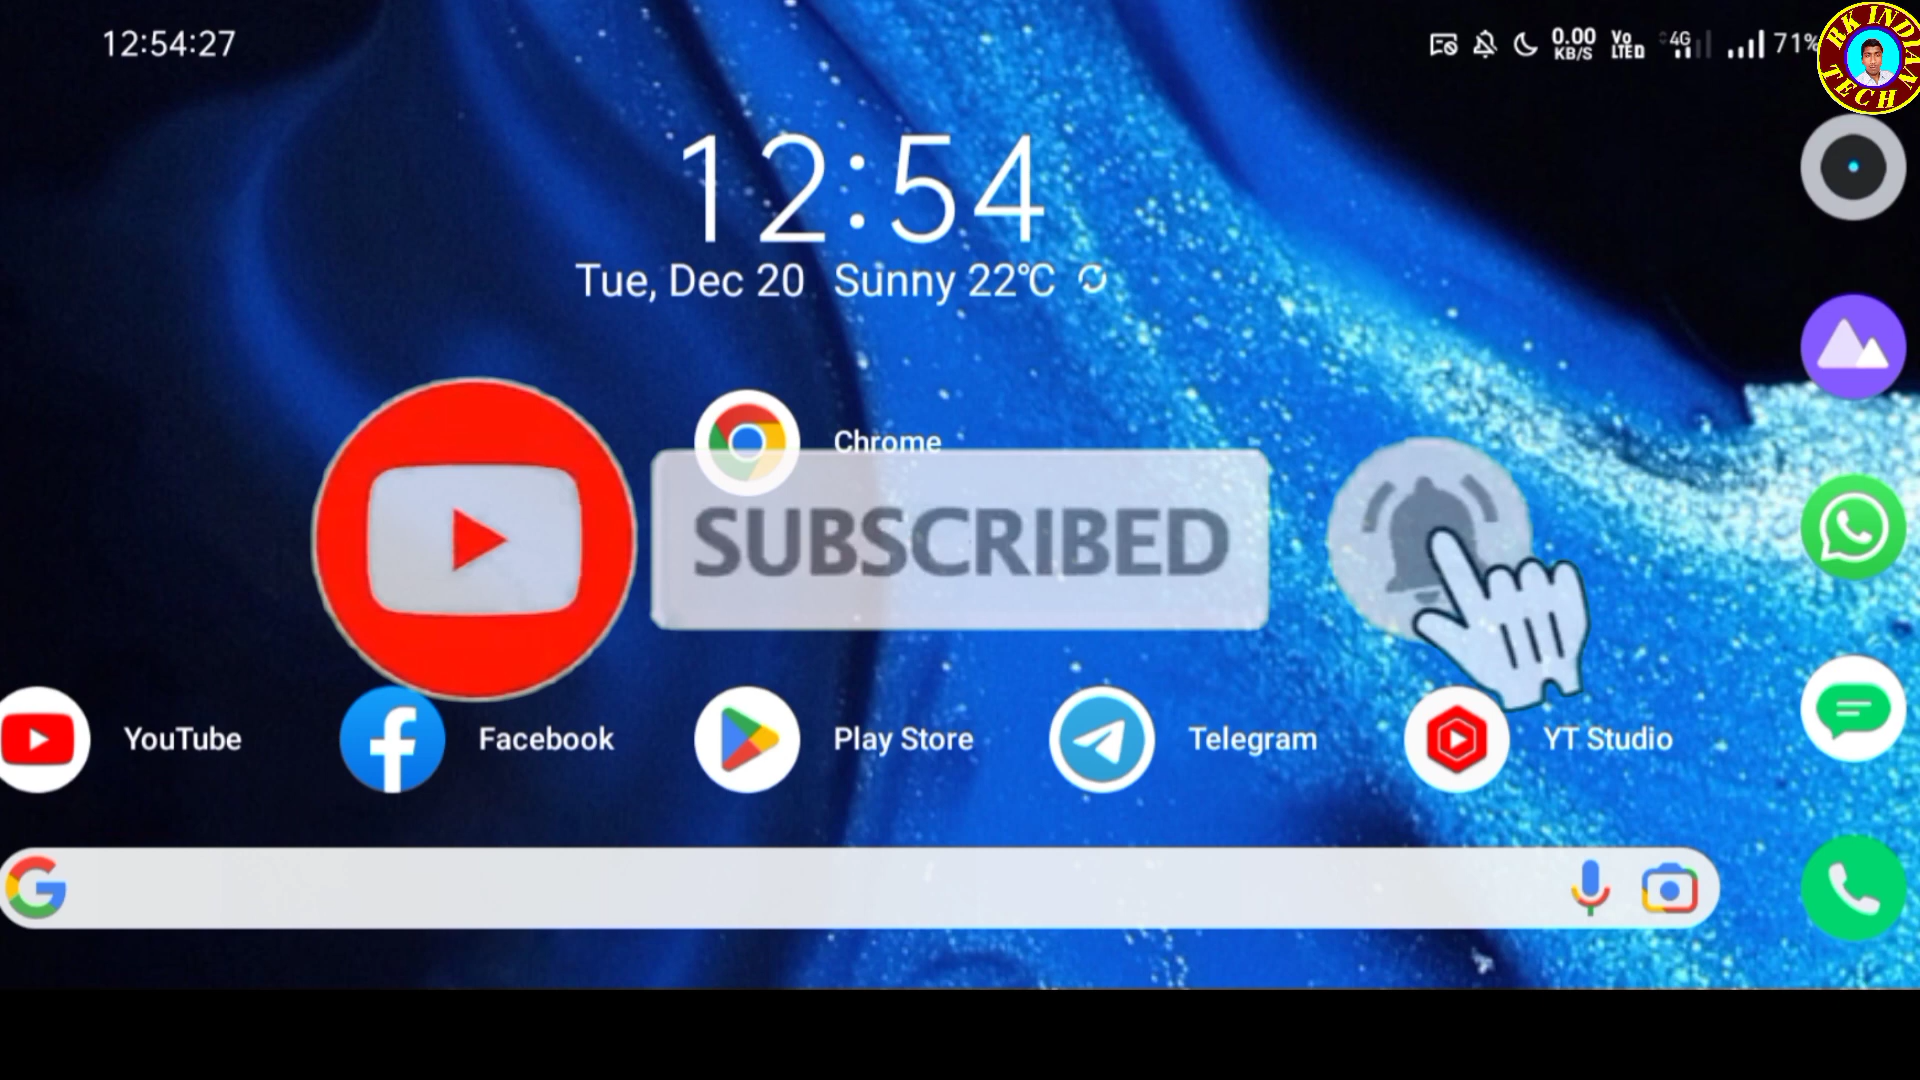 12:54:27
0.00 KB/S
Vo LTED
4G
71%
RK INDIAN TECH
12:54
Tue, Dec 20 Sunny 22°C
Chrome
SUBSCRIBED
YouTube
Facebook
Play Store
Telegram
YT Studio